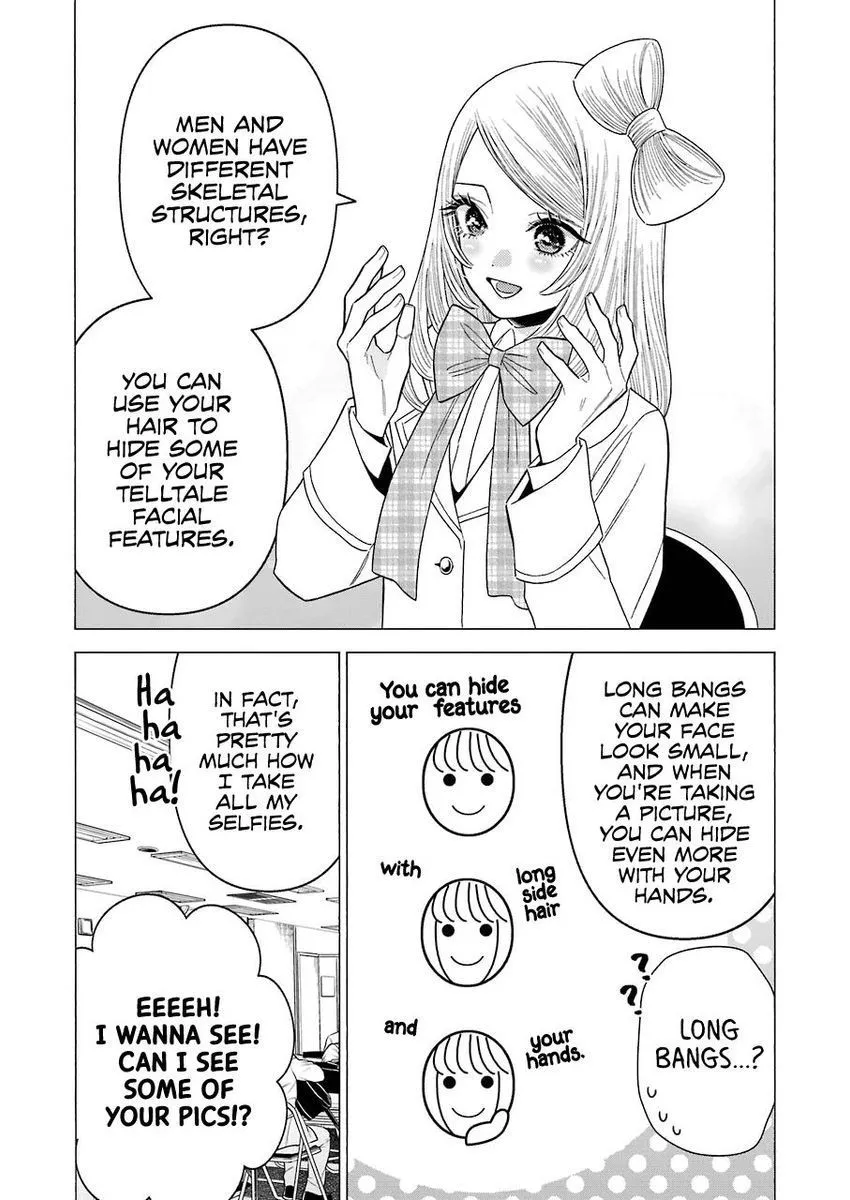 MEN AND
WOMEN HAVE
DIFFERENT
SKELETAL
STRUCTURES,
RIGHT?
YOU CAN
USE YOUR
HAIR TO
HIDE SOME
OF YOUR
TELLTALE
FACIAL
FEATURES.
LONG BANGS
CAN MAKE
YOUR FACE
LOOK SMALL,
AND WHEN
YOU'RE TAKING
A PICTURE,
YOU CAN HIDE
EVEN MORE
WITH YOUR
HANDS.
You can hide
your features
with
long
side
hair
and
your
hands.
??
LONG
BANGS...?
IN FACT,
THAT'S
PRETTY
MUCH HOW
I TAKE
ALL MY
SELFIES.
Ha
ha
ha
ha!
EEEEH!
I WANNA SEE!
CAN I SEE
SOME OF
YOUR PICS!?